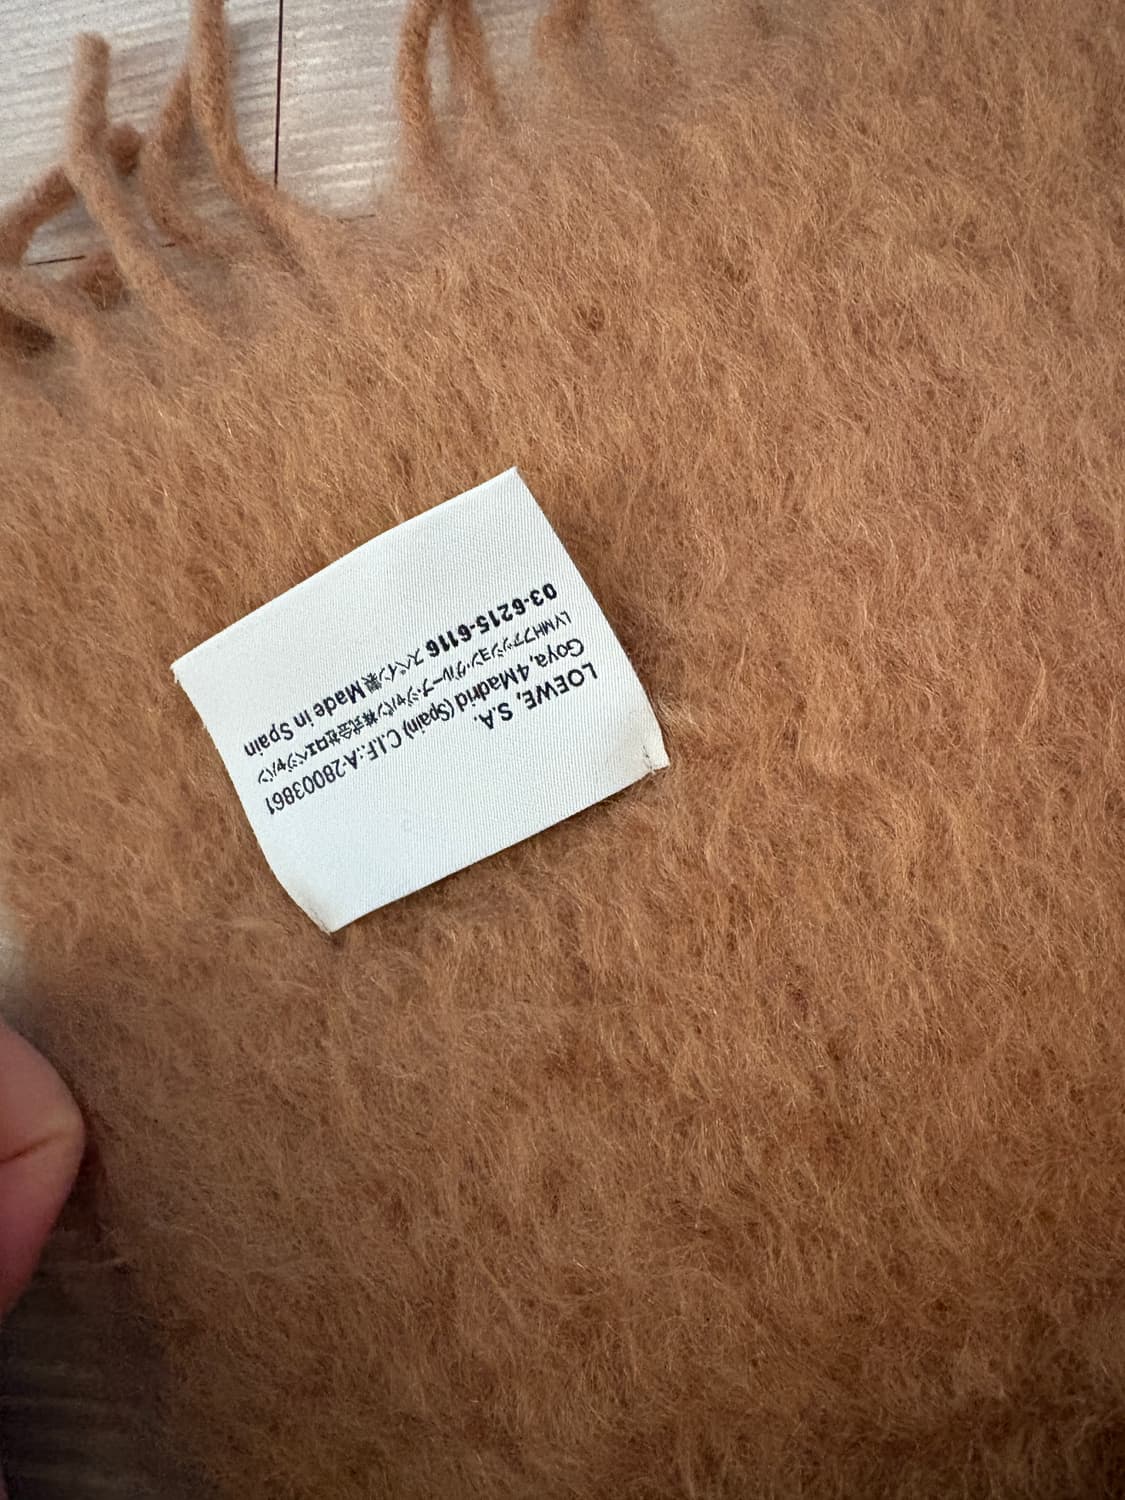 LOEWE, S.A.
Goya, 4 Madrid (Spain) C.I.F.: A-28003861
LVMHファッション・グループ・ジャパン 株式会社ロエベジャパン
03-6215-6116 スペイン製 Made in Spain